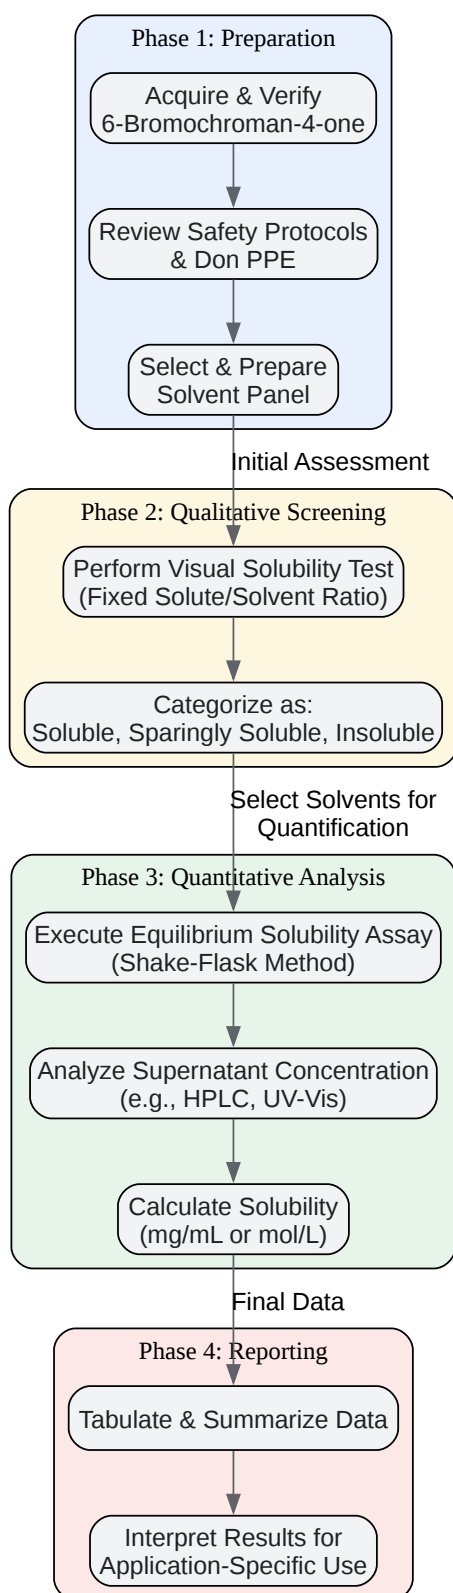 Phase 1: Preparation
Acquire & Verify
6-Bromochroman-4-one
Review Safety Protocols
& Don PPE
Select & Prepare
Solvent Panel
Initial Assessment
Phase 2: Qualitative Screening
Perform Visual Solubility Test
(Fixed Solute/Solvent Ratio)
Categorize as:
Soluble, Sparingly Soluble, Insoluble
Select Solvents for
Quantification
Phase 3: Quantitative Analysis
Execute Equilibrium Solubility Assay
(Shake-Flask Method)
Analyze Supernatant Concentration
(e.g., HPLC, UV-Vis)
Calculate Solubility
(mg/mL or mol/L)
Final Data
Phase 4: Reporting
Tabulate & Summarize Data
Interpret Results for
Application-Specific Use